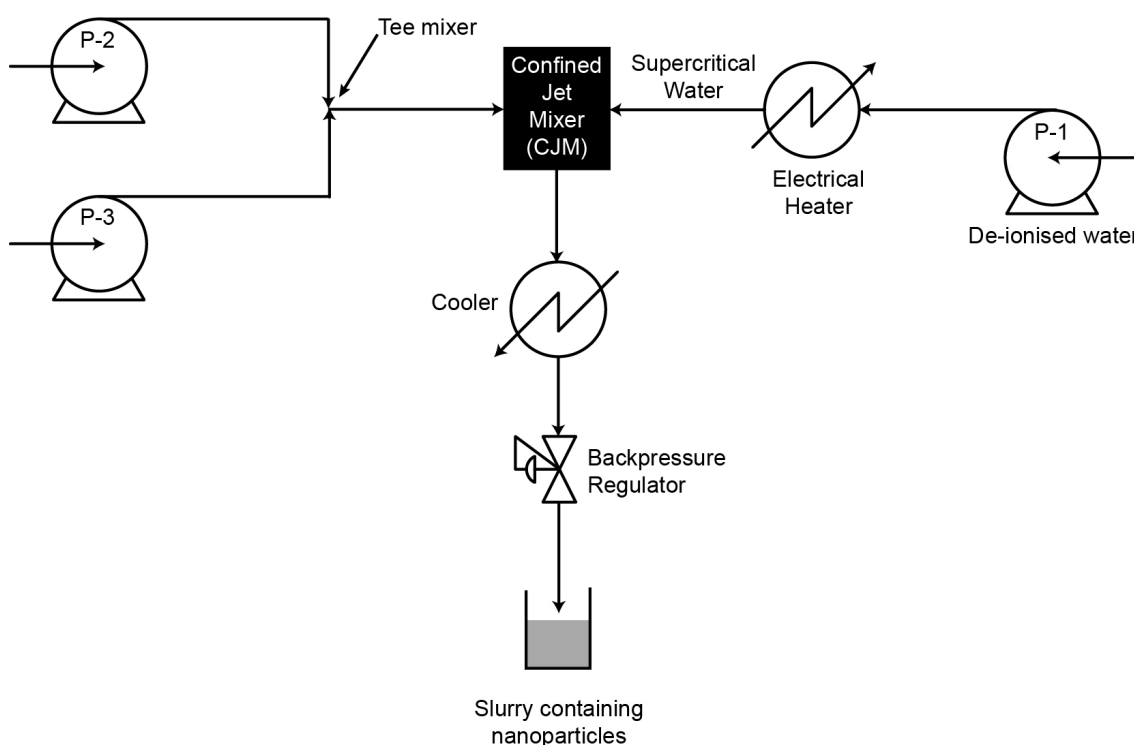 P-2
Tee mixer
Confined
Jet
Mixer
(CJM)
Supercritical
Water
P-1
Electrical
Heater
De-ionised water
P-3
Cooler
Backpressure
Regulator
Slurry containing
nanoparticles